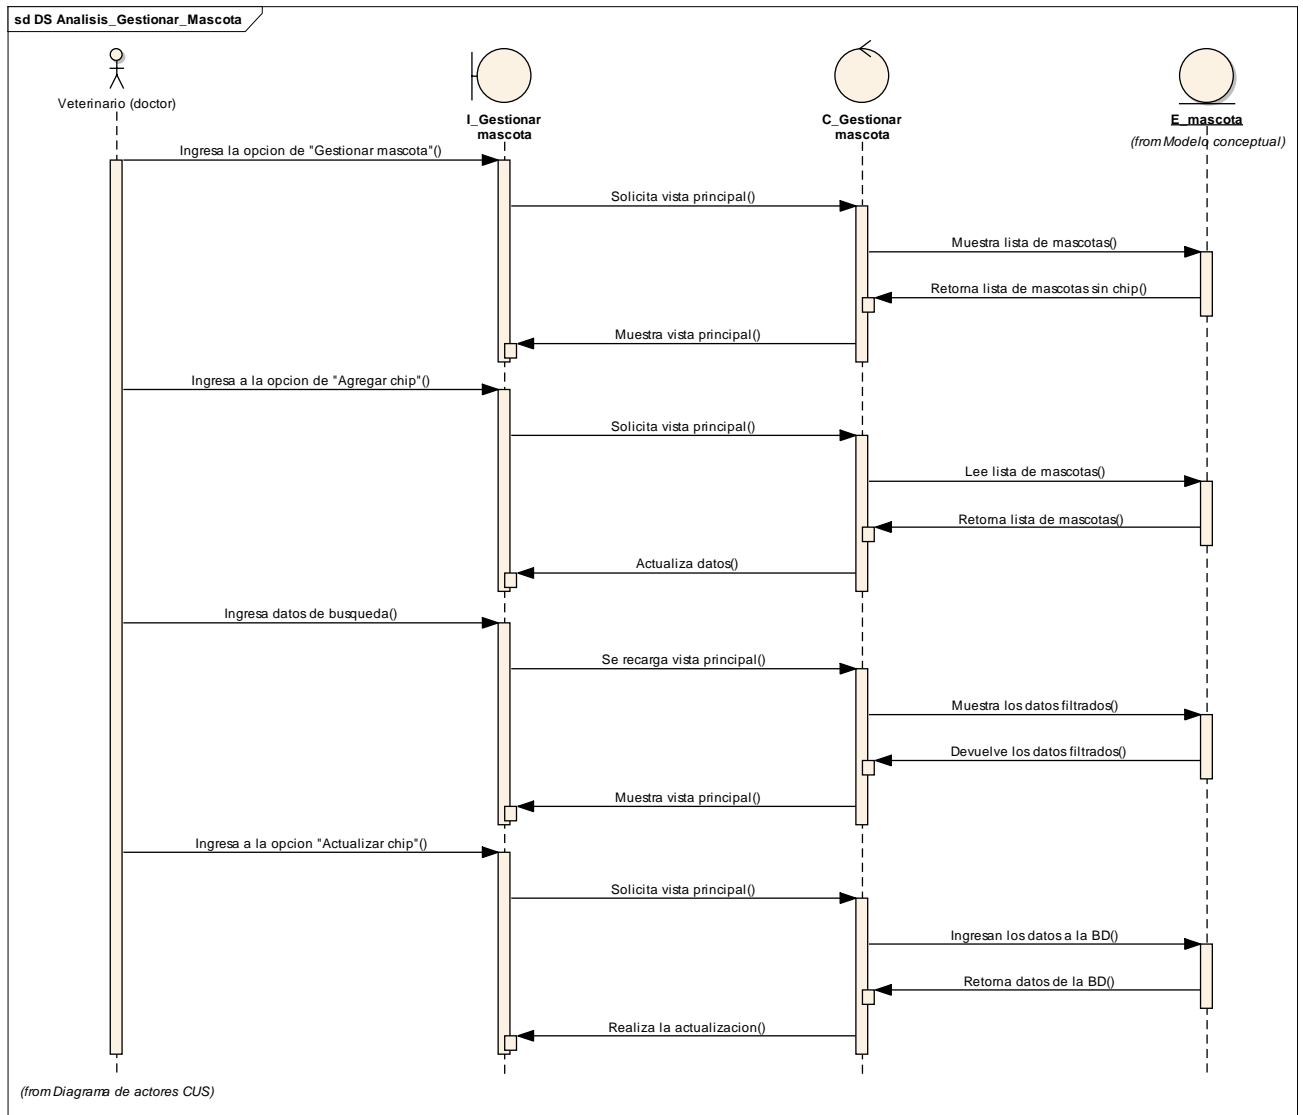 sd DS Analisis_Gestionar_Mascota
Veterinario (doctor)
I_Gestionar
mascota
C_Gestionar
mascota
E_mascota
(from Modelo conceptual)
Ingresa la opcion de "Gestionar mascota"()
Solicita vista principal()
Muestra lista de mascotas()
Retorna lista de mascotas sin chip()
Muestra vista principal()
Ingresa a la opcion de "Agregar chip"()
Solicita vista principal()
Lee lista de mascotas()
Retorna lista de mascotas()
Actualiza datos()
Ingresa datos de busqueda()
Se recarga vista principal()
Muestra los datos filtrados()
Devuelve los datos filtrados()
Muestra vista principal()
Ingresa a la opcion "Actualizar chip"()
Solicita vista principal()
Ingresan los datos a la BD()
Retorna datos de la BD()
Realiza la actualizacion()
(from Diagrama de actores CUS)